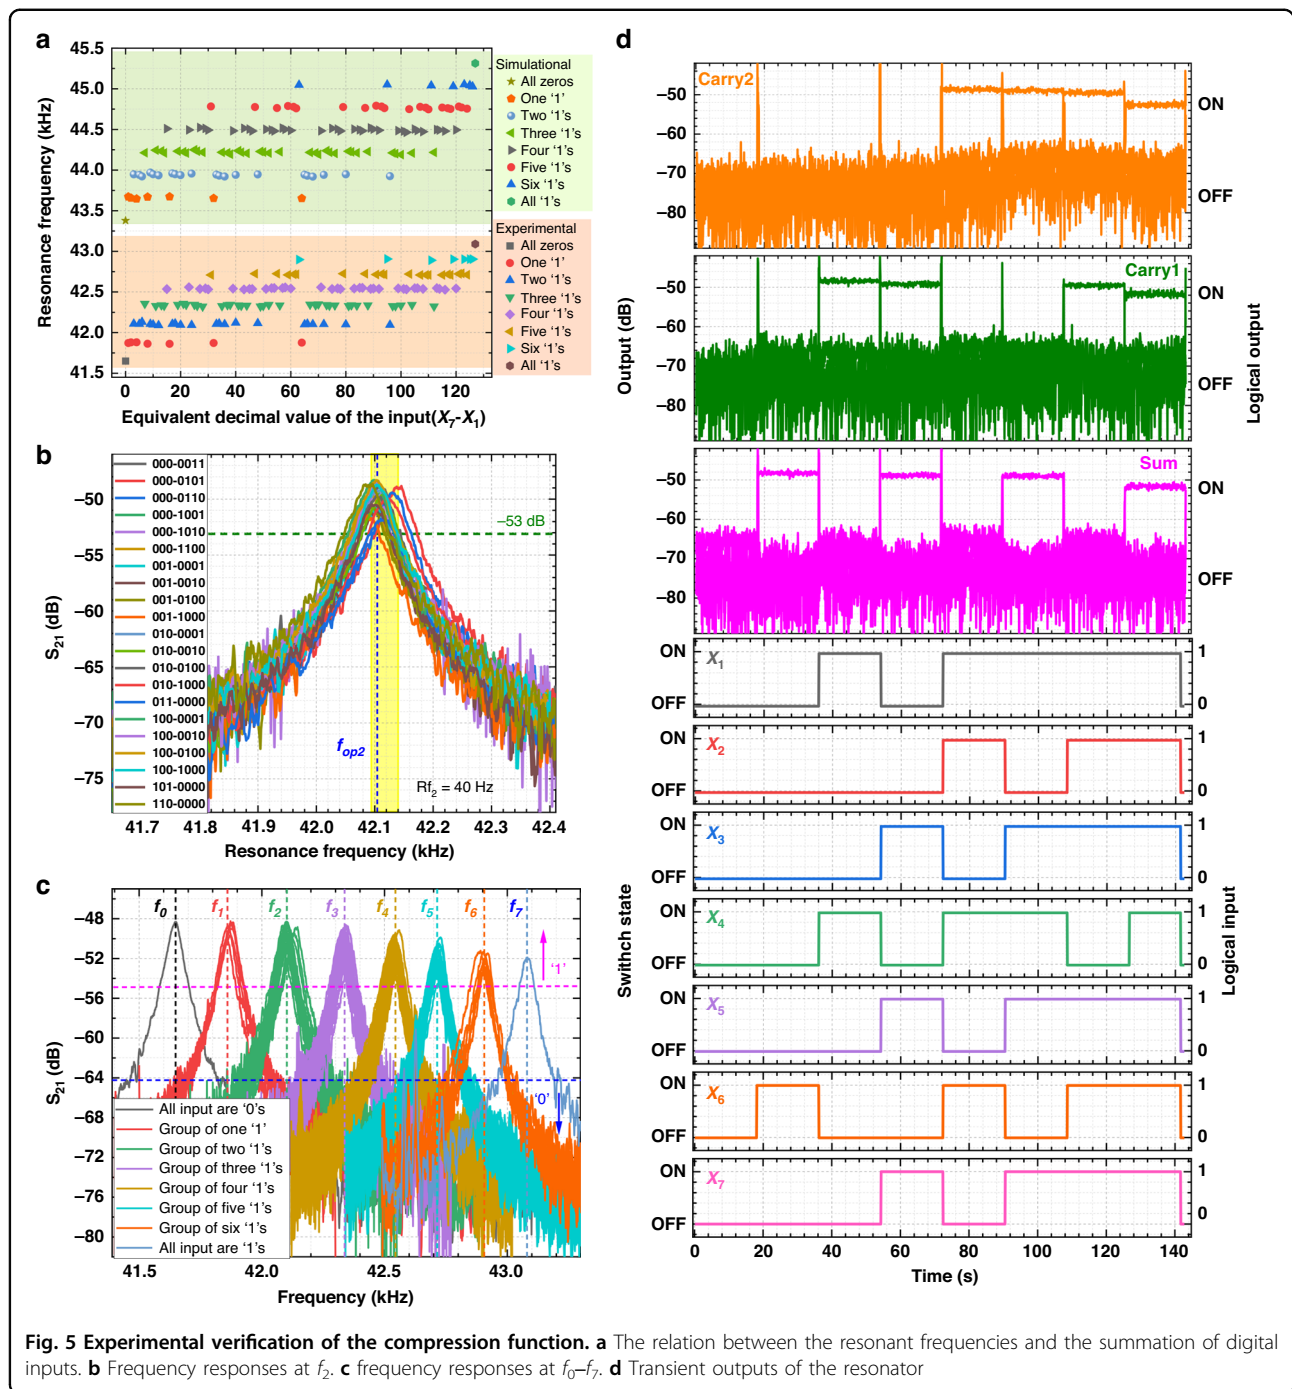 a
45.5
45.0
44.5
44.0
43.5
43.0
42.5
42.0
41.5
Resonance frequency (kHz)
0 20 40 60 80 100 120
Equivalent decimal value of the input(X7-X1)
Simulational
All zeros
One ‘1’
Two ‘1’s
Three ‘1’s
Four ‘1’s
Five ‘1’s
Six ‘1’s
All ‘1’s
Experimental
All zeros
One ‘1’
Two ‘1’s
Three ‘1’s
Four ‘1’s
Five ‘1’s
Six ‘1’s
All ‘1’s
b
000-0011
000-0101
000-0110
000-1001
000-1010
000-1100
001-0001
001-0010
001-0100
001-1000
010-0001
010-0010
010-0100
010-1000
011-0000
100-0001
100-0010
100-0100
100-1000
101-0000
110-0000
−50
−55
−60
−65
−70
−75
S21 (dB)
−53 dB
fop2
Rf2 = 40 Hz
41.7 41.8 41.9 42.0 42.1 42.2 42.3 42.4
Resonance frequency (kHz)
c
−48
−52
−56
−60
−64
−68
−72
−76
−80
S21 (dB)
f0 f1 f2 f3 f4 f5 f6 f7
‘1’
‘0’
All input are ‘0’s
Group of one ‘1’
Group of two ‘1’s
Group of three ‘1’s
Group of four ‘1’s
Group of five ‘1’s
Group of six ‘1’s
All input are ‘1’s
41.5 42.0 42.5 43.0
Frequency (kHz)
d
Carry2
−50
−60
−70
−80
ON
OFF
Carry1
−50
−60
−70
−80
ON
OFF
Output (dB)
Logical output
Sum
−50
−60
−70
−80
ON
OFF
ON
OFF
X1
1
0
ON
OFF
X2
1
0
ON
OFF
X3
1
0
ON
OFF
X4
1
0
Swithch state
Logical input
ON
OFF
X5
1
0
ON
OFF
X6
1
0
ON
OFF
X7
1
0
0 20 40 60 80 100 120 140
Time (s)
Fig. 5 Experimental verification of the compression function. a The relation between the resonant frequencies and the summation of digital
inputs. b Frequency responses at f2. c frequency responses at f0–f7. d Transient outputs of the resonator